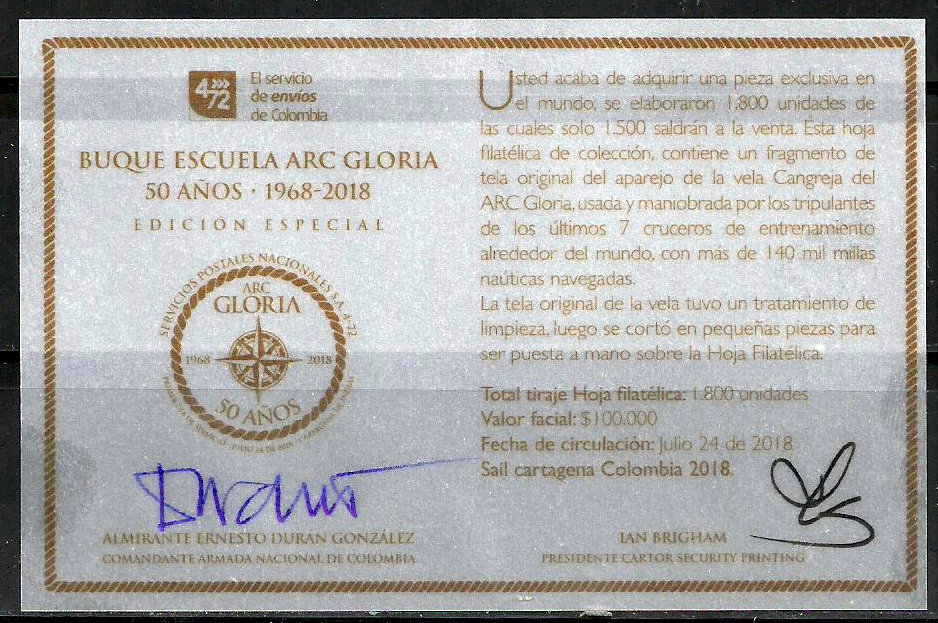 4»72
El servicio
de envíos
de Colombia
BUQUE ESCUELA ARC GLORIA
50 AÑOS · 1968-2018
EDICION ESPECIAL
SERVICIOS POSTALES NACIONALES S.A. 4-72
ARC
GLORIA
1968 2018
50 AÑOS
ALMIRANTE ERNESTO DURAN GONZÁLEZ
COMANDANTE ARMADA NACIONAL DE COLOMBIA
Usted acaba de adquirir una pieza exclusiva en
el mundo, se elaboraron 1.800 unidades de
las cuales solo 1.500 saldrán a la venta. Esta hoja
filatélica de colección, contiene un fragmento de
tela original del aparejo de la vela Cangreja del
ARC Gloria, usada y maniobrada por los tripulantes
de los últimos 7 cruceros de entrenamiento
alrededor del mundo, con más de 140 mil millas
naúticas navegadas.
La tela original de la vela tuvo un tratamiento de
limpieza, luego se cortó en pequeñas piezas para
ser puesta a mano sobre la Hoja Filatélica.
Total tiraje Hoja filatélica: 1.800 unidades
Valor facial: $100.000
Fecha de circulación: Julio 24 de 2018
Sail cartagena Colombia 2018.
IAN BRIGHAM
PRESIDENTE CARTOR SECURITY PRINTING